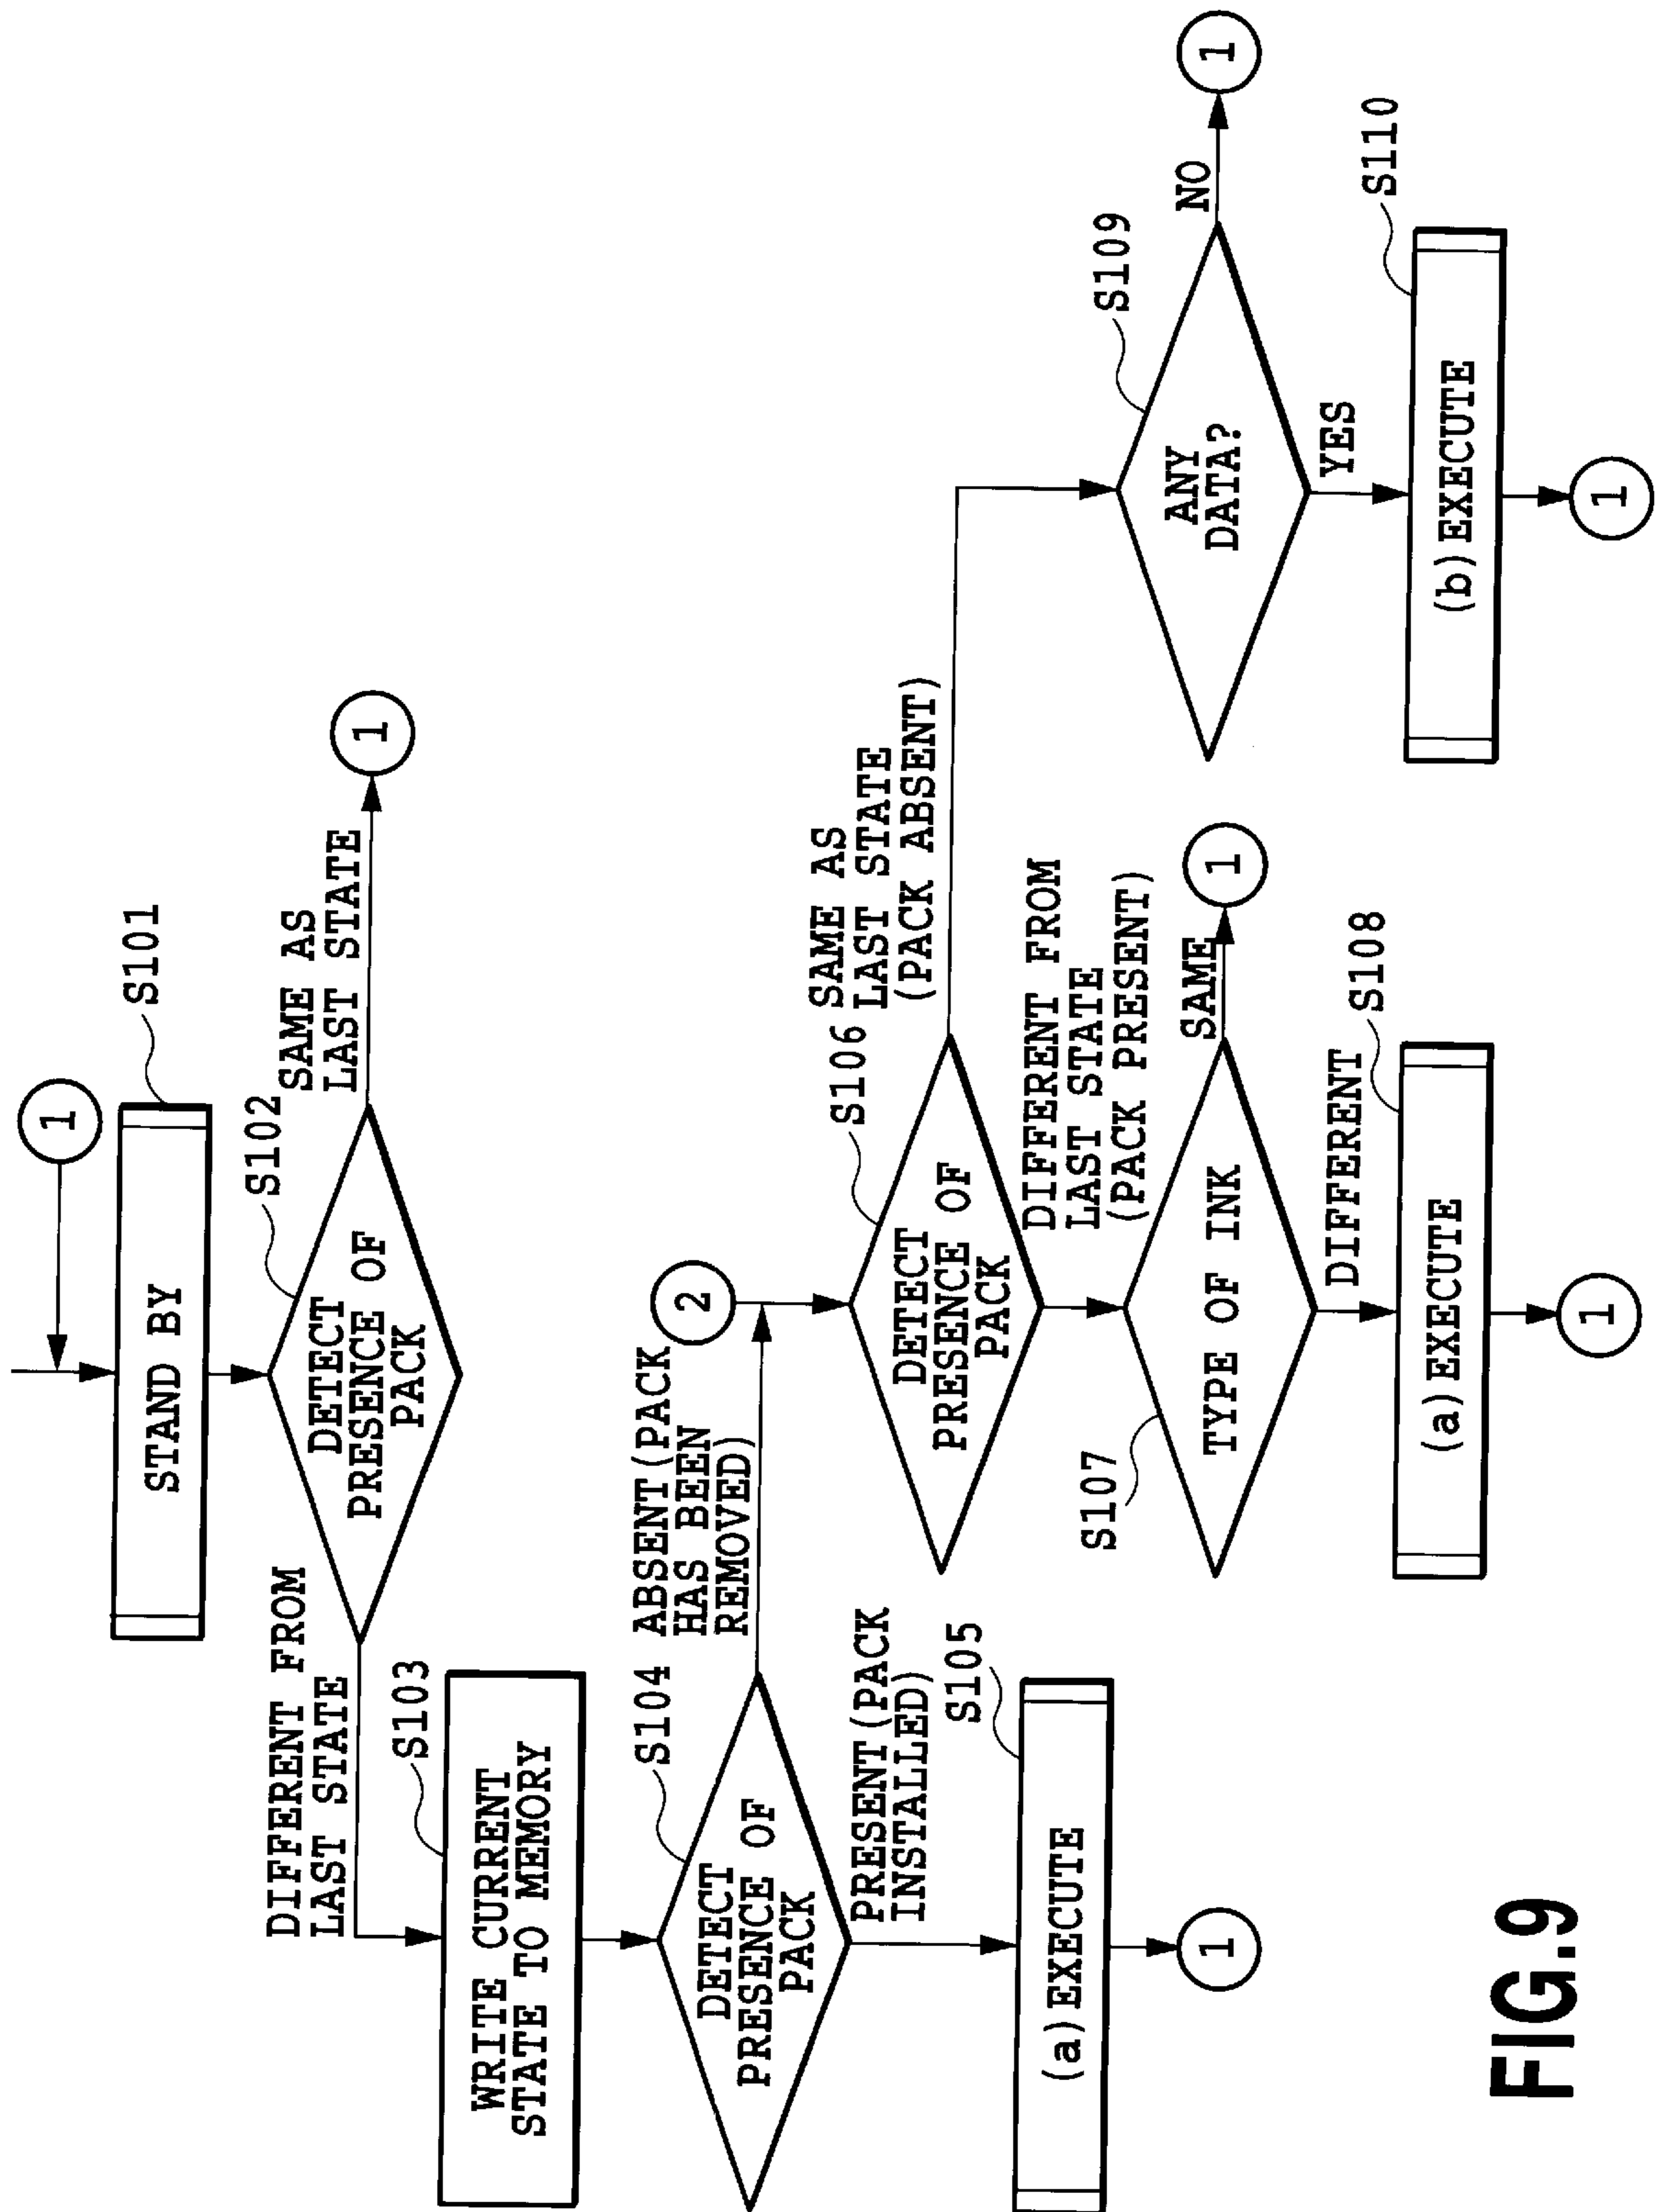 1
STAND BY
S101
DETECT
PRESENCE OF
PACK
S102
SAME AS
LAST STATE
1
DIFFERENT FROM
LAST STATE
WRITE CURRENT
STATE TO MEMORY
S103
DETECT
PRESENCE OF
PACK
S104
ABSENT(PACK
HAS BEEN
REMOVED)
PRESENT(PACK
INSTALLED)
S105
(a)EXECUTE
1
2
DETECT
PRESENCE OF
PACK
S106
SAME AS
LAST STATE
(PACK ABSENT)
DIFFERENT FROM
LAST STATE
(PACK PRESENT)
S107
TYPE OF INK
SAME
1
DIFFERENT
S108
(a)EXECUTE
1
ANY
DATA?
S109
NO
1
YES
S110
(b)EXECUTE
1
FIG.9